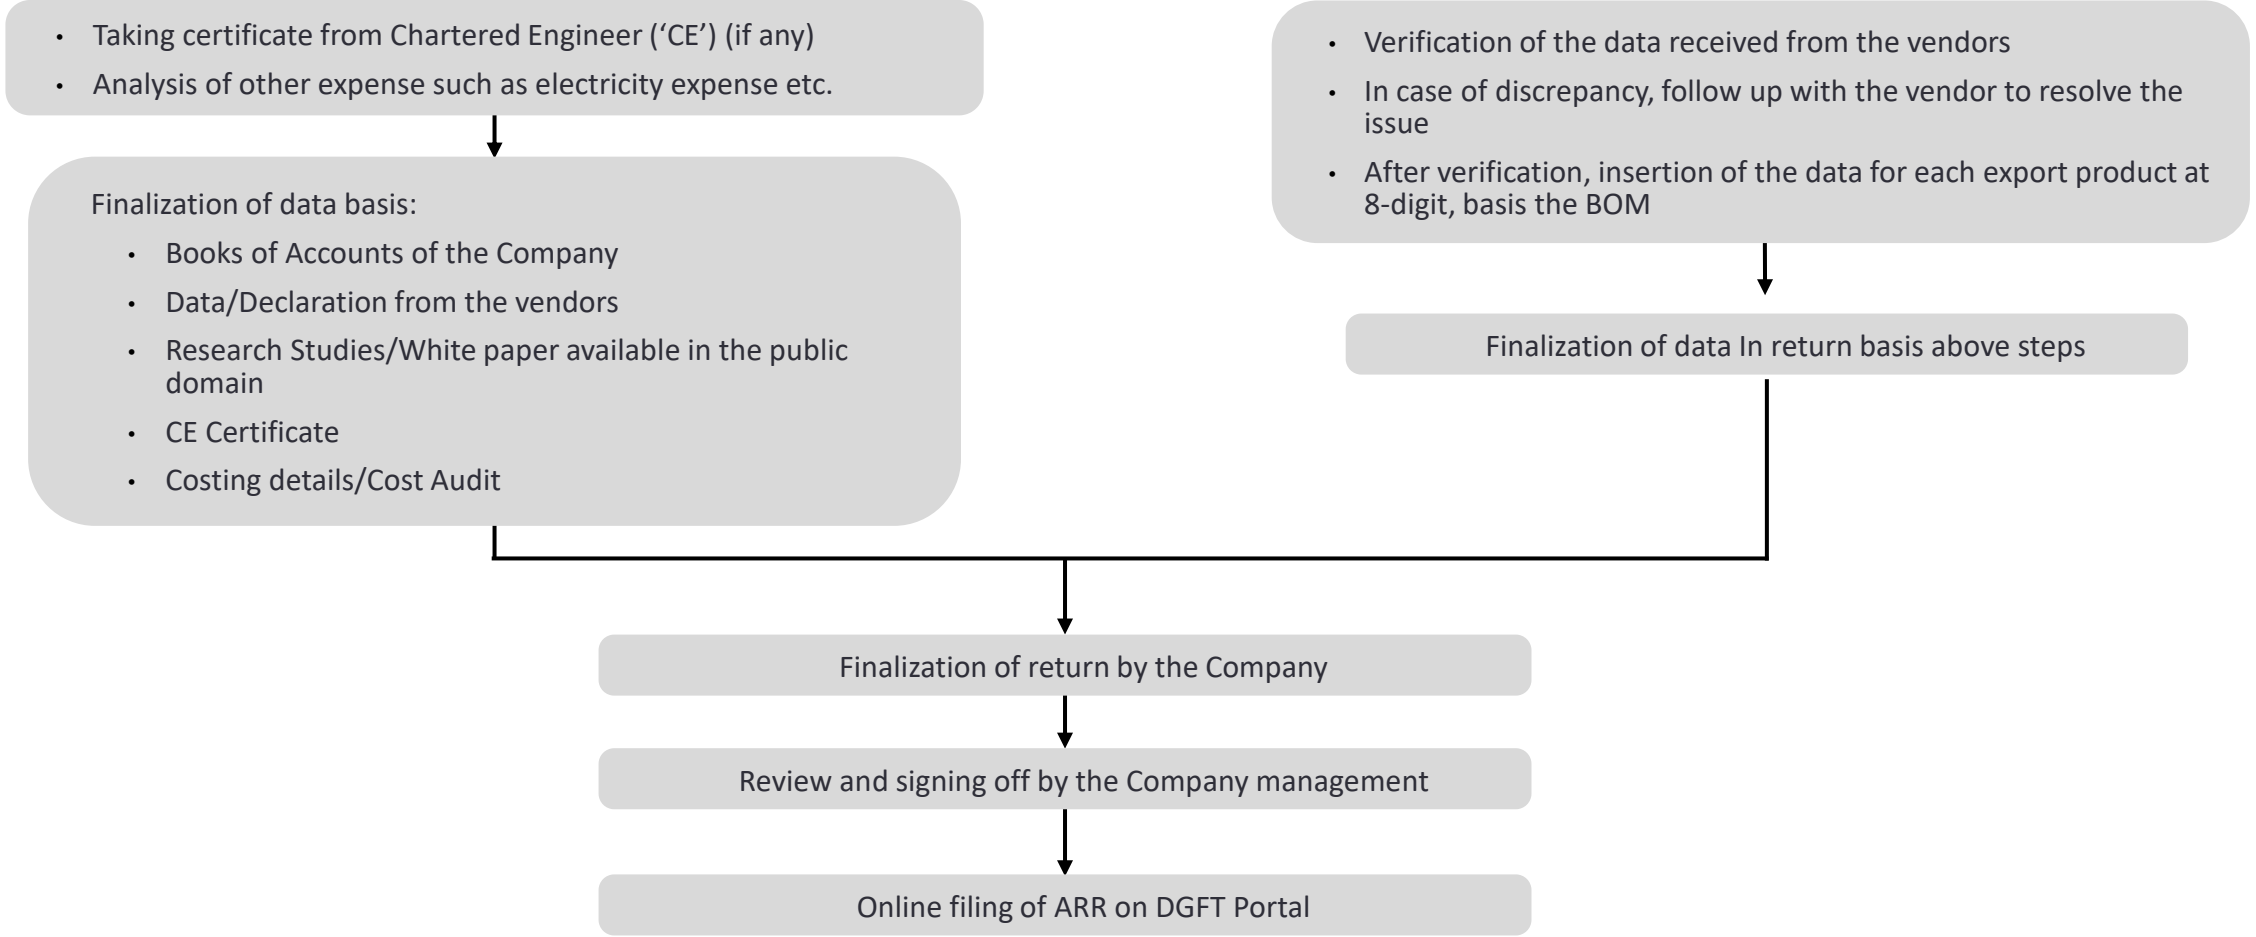 • Taking certificate from Chartered Engineer (‘CE’) (if any)
• Analysis of other expense such as electricity expense etc.
Finalization of data basis:
• Books of Accounts of the Company
• Data/Declaration from the vendors
• Research Studies/White paper available in the public
domain
• CE Certificate
• Costing details/Cost Audit
• Verification of the data received from the vendors
• In case of discrepancy, follow up with the vendor to resolve the
issue
• After verification, insertion of the data for each export product at
8-digit, basis the BOM
Finalization of data In return basis above steps
Finalization of return by the Company
Review and signing off by the Company management
Online filing of ARR on DGFT Portal